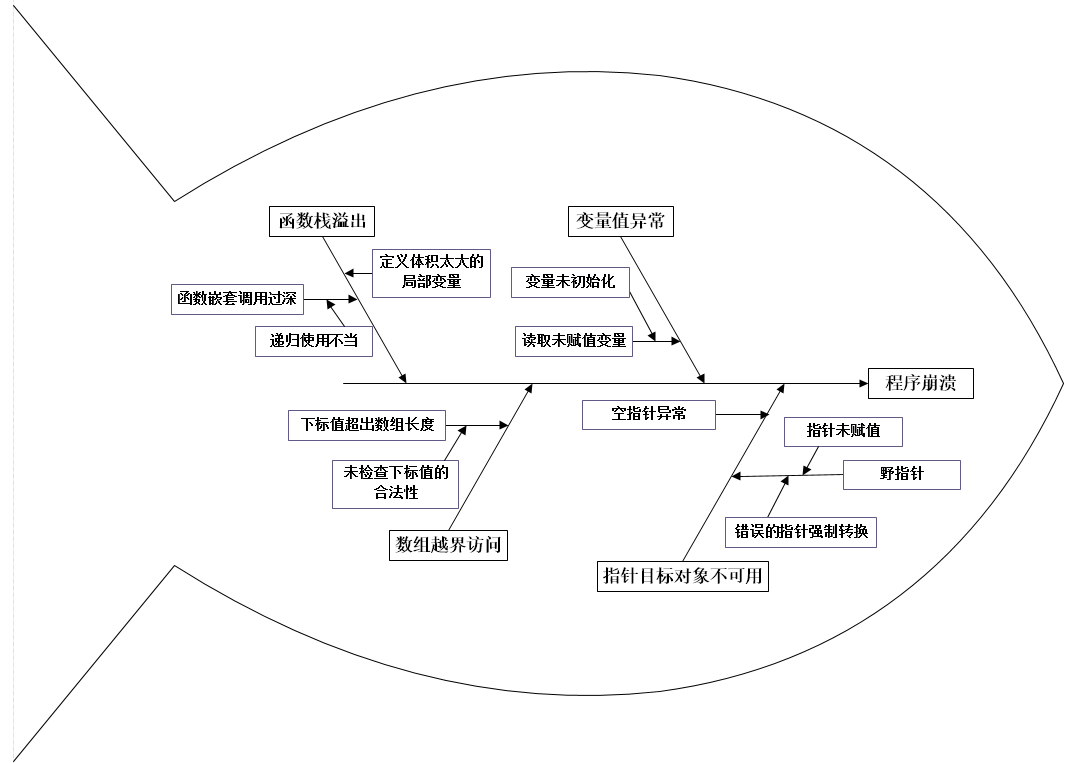 函数栈溢出
变量值异常
定义体积太大的
局部变量
变量未初始化
函数嵌套调用过深
递归使用不当
读取未赋值变量
程序崩溃
下标值超出数组长度
空指针异常
指针未赋值
未检查下标值的
合法性
野指针
错误的指针强制转换
数组越界访问
指针目标对象不可用